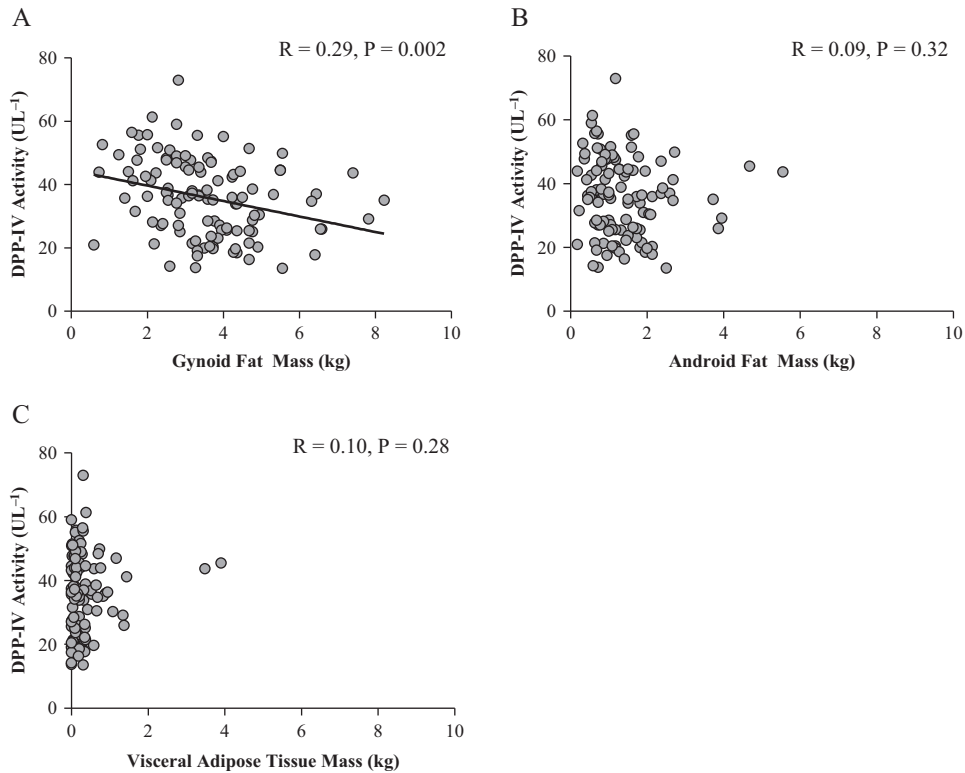 A
R = 0.29, P = 0.002
DPP-IV Activity (UL⁻¹)
80
60
40
20
0
0 2 4 6 8 10
Gynoid Fat Mass (kg)
B
R = 0.09, P = 0.32
DPP-IV Activity (UL⁻¹)
80
60
40
20
0
0 2 4 6 8 10
Android Fat Mass (kg)
C
R = 0.10, P = 0.28
DPP-IV Activity (UL⁻¹)
80
60
40
20
0
0 2 4 6 8 10
Visceral Adipose Tissue Mass (kg)